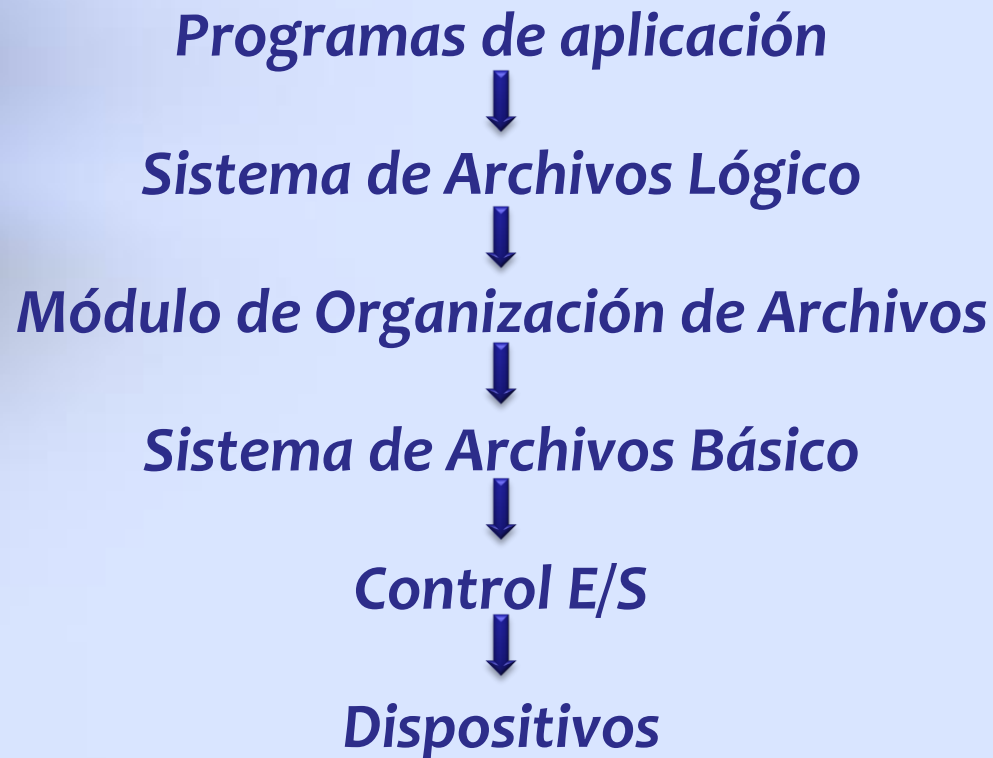 Programas de aplicación
Sistema de Archivos Lógico
Módulo de Organización de Archivos
Sistema de Archivos Básico
Control E/S
Dispositivos